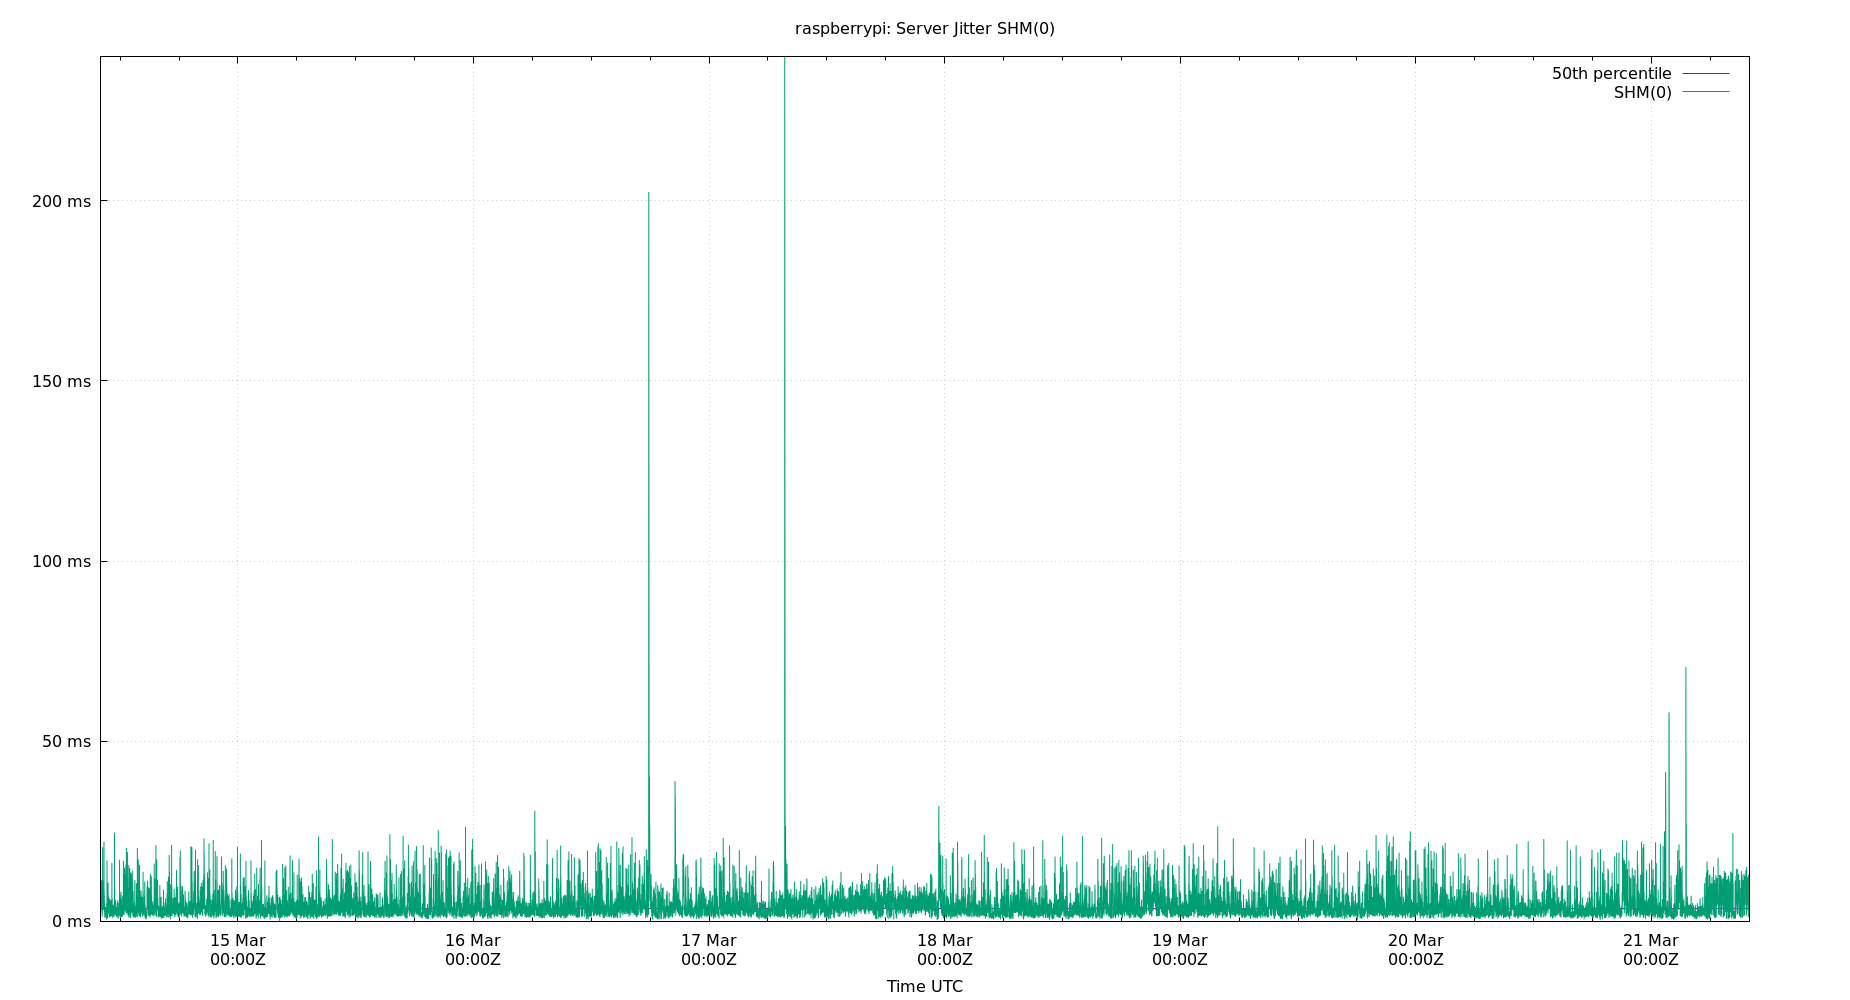 raspberrypi: Server Jitter SHM(0)
50th percentile
SHM(0)
200 ms
150 ms
100 ms
50 ms
0 ms
15 Mar 16 Mar 17 Mar 18 Mar 19 Mar 20 Mar 21 Mar
00:00Z 00:00Z 00:00Z 00:00Z 00:00Z 00:00Z 00:00Z
Time UTC